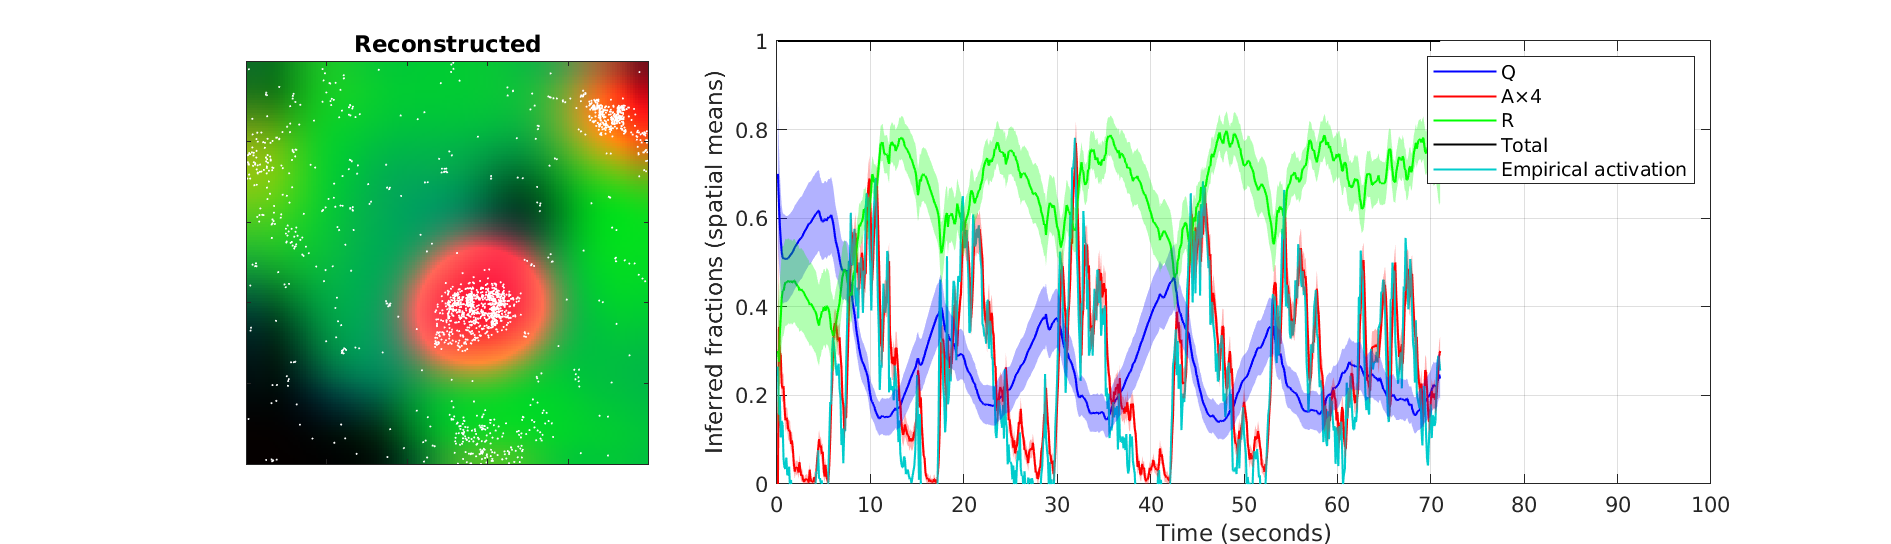 Reconstructed
Inferred fractions (spatial means)
1
0.8
0.6
0.4
0.2
0
0 10 20 30 40 50 60 70 80 90 100
Time (seconds)
Q
A×4
R
Total
Empirical activation